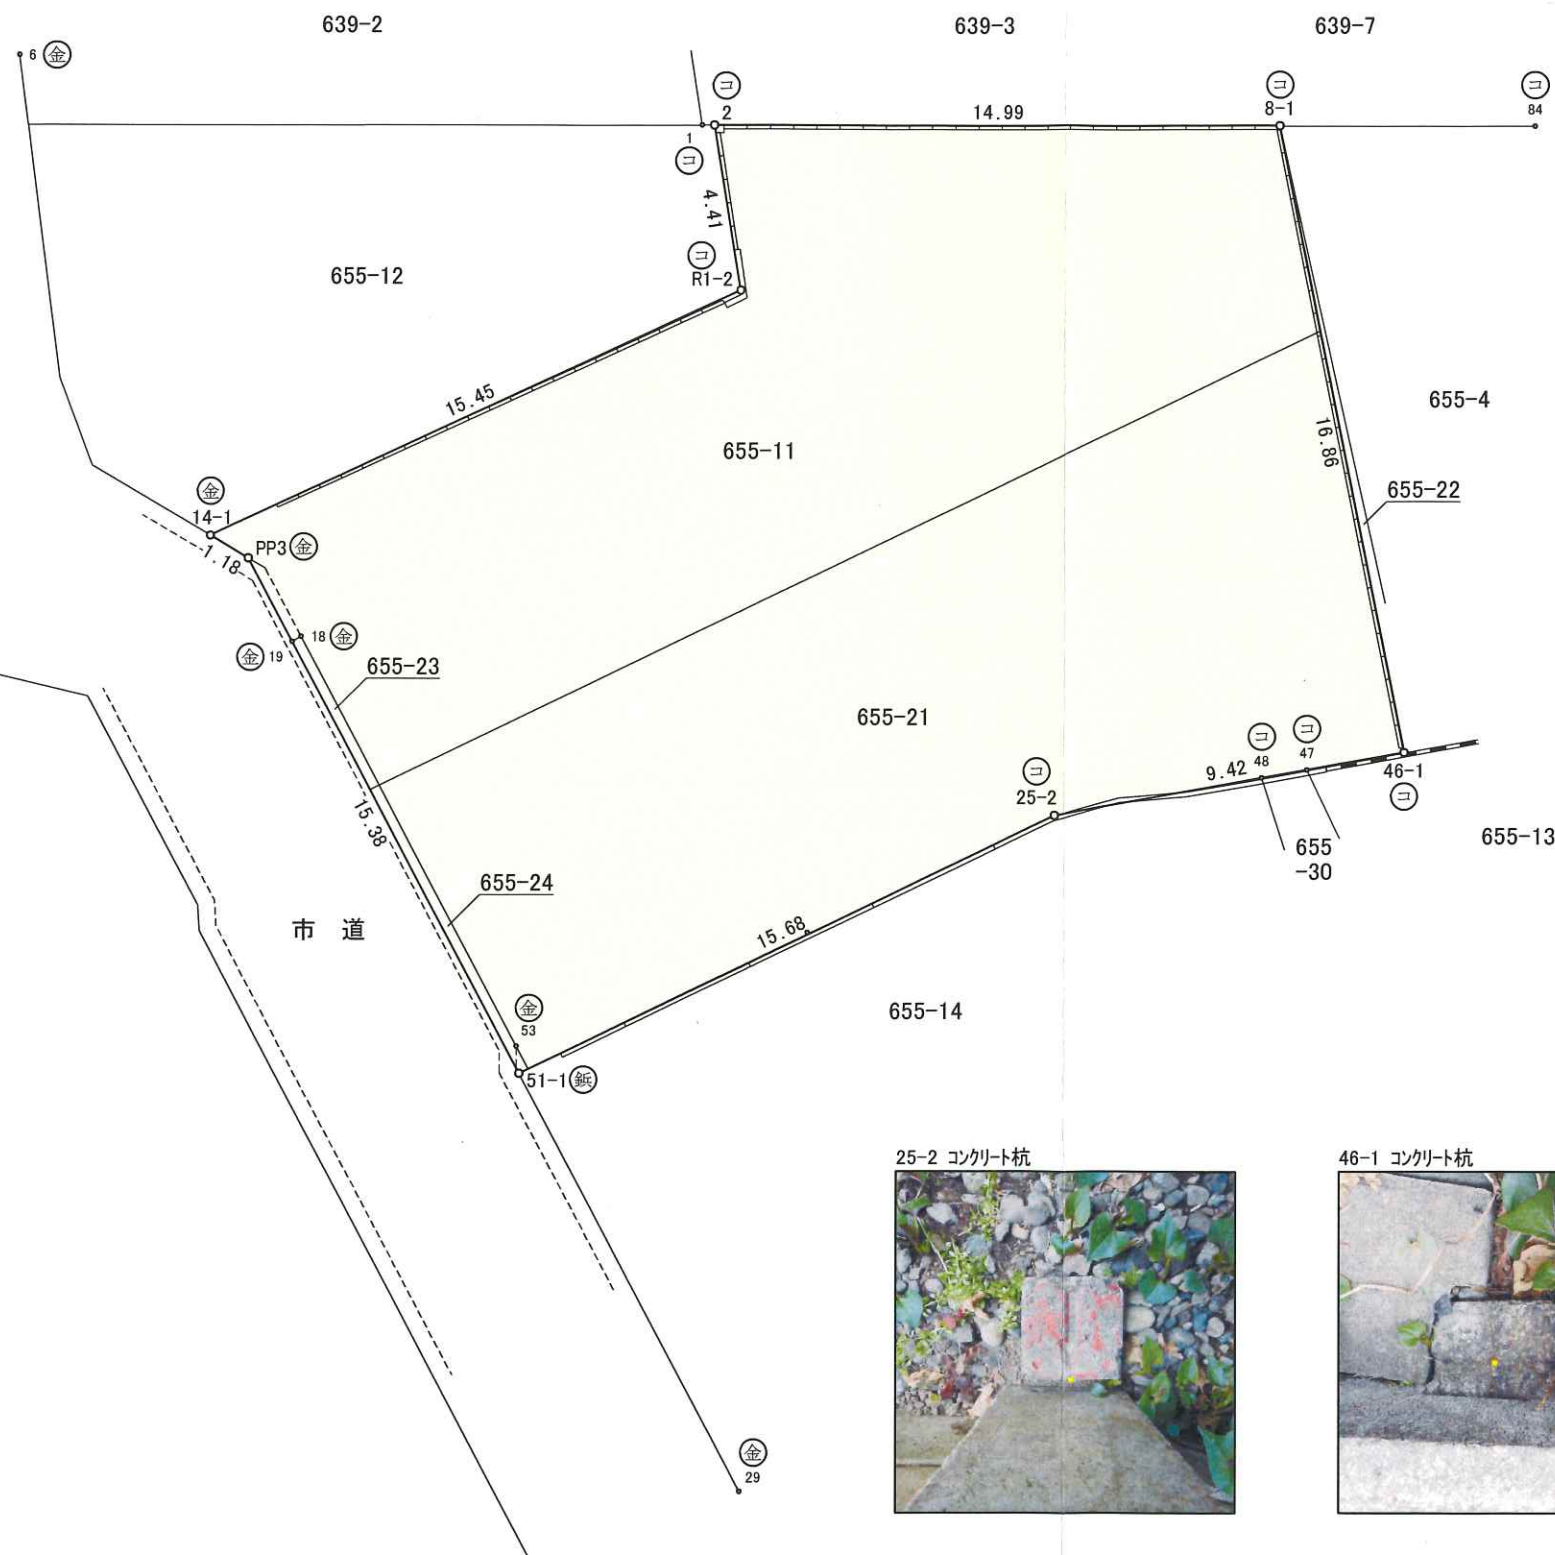 639-2
639-3
639-7
6 金
コ
2
14.99
コ
8-1
コ
84
1
コ
4.41
コ
R1-2
655-12
15.45
655-11
655-4
16.86
655-22
金
14-1
PP3 金
1.18
18 金
金 19
655-23
655-21
コ
48
コ
47
9.42
46-1
コ
コ
25-2
15.38
655
-30
655-13
655-24
市 道
15.68
655-14
金
53
51-1 鋲
25-2 コンクリート杭
46-1 コンクリート杭
金
29